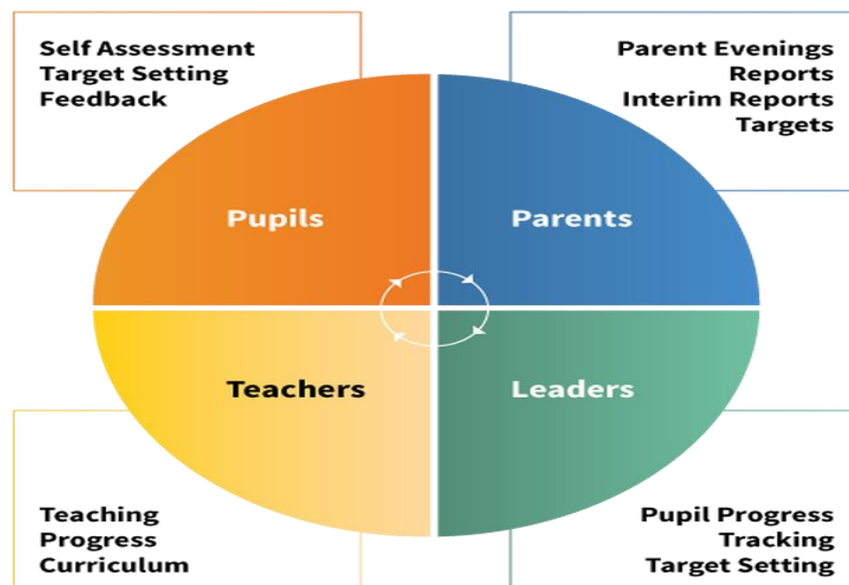 Self Assessment
Target Setting
Feedback
Parent Evenings
Reports
Interim Reports
Targets
Pupils
Parents
Teachers
Leaders
Teaching
Progress
Curriculum
Pupil Progress
Tracking
Target Setting